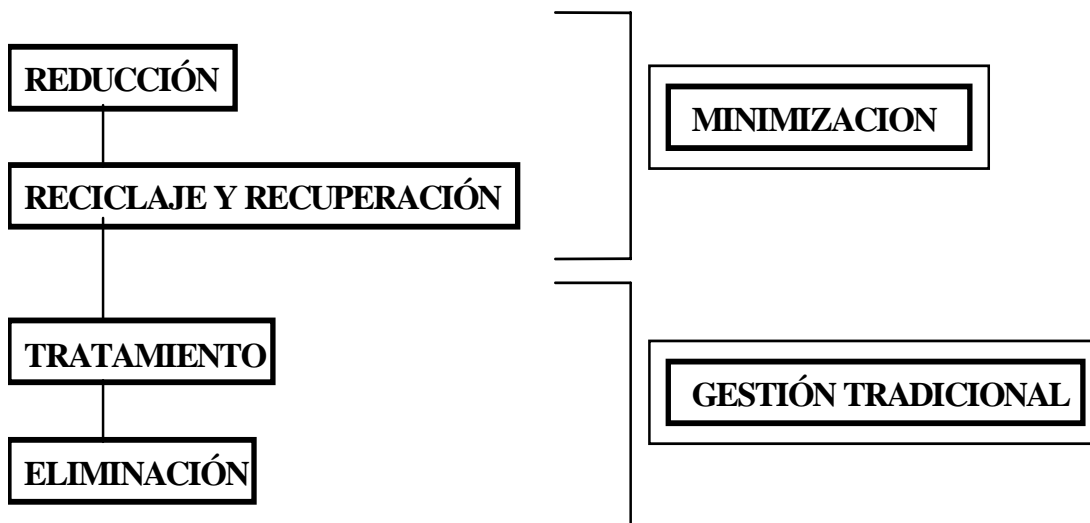 REDUCCIÓN
RECICLAJE Y RECUPERACIÓN
MINIMIZACION
TRATAMIENTO
ELIMINACIÓN
GESTIÓN TRADICIONAL